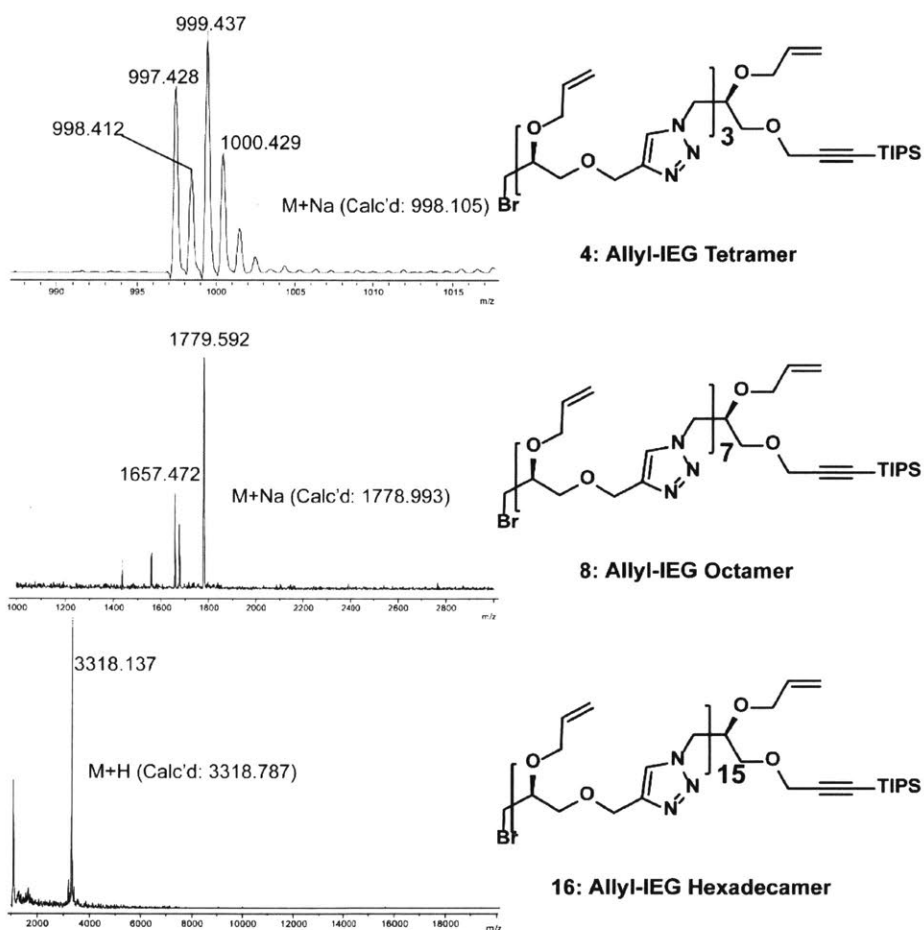 999.437
997.428
998.412
1000.429
M+Na (Calc'd: 998.105)
990 995 1000 1005 1010 1015
m/z
O
O
N
N
N
3
O
O
TIPS
Br
4: Allyl-IEG Tetramer
1779.592
1657.472
M+Na (Calc'd: 1778.993)
1000 1200 1400 1600 1800 2000 2200 2400 2600 2800
m/z
O
O
N
N
N
7
O
O
TIPS
Br
8: Allyl-IEG Octamer
3318.137
M+H (Calc'd: 3318.787)
2000 4000 6000 8000 10000 12000 14000 16000 18000
m/z
O
O
N
N
N
15
O
O
TIPS
Br
16: Allyl-IEG Hexadecamer